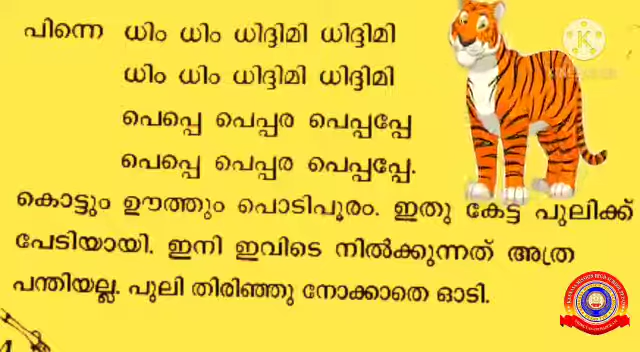 പിന്നെ ധിം ധിം ധിദ്ദിമി ധിദ്ദിമി
ധിം ധിം ധിദ്ദിമി ധിദ്ദിമി
പെപ്പെ പെപ്പര പെപ്പപ്പേ
പെപ്പെ പെപ്പര പെപ്പപ്പേ.
കൊട്ടും ഊത്തും പൊടിപൂരം. ഇതു കേട്ട് പുലിക്ക്
പേടിയായി. ഇനി ഇവിടെ നിൽക്കുന്നത് അത്ര
പന്തിയല്ല. പുലി തിരിഞ്ഞു നോക്കാതെ ഓടി.